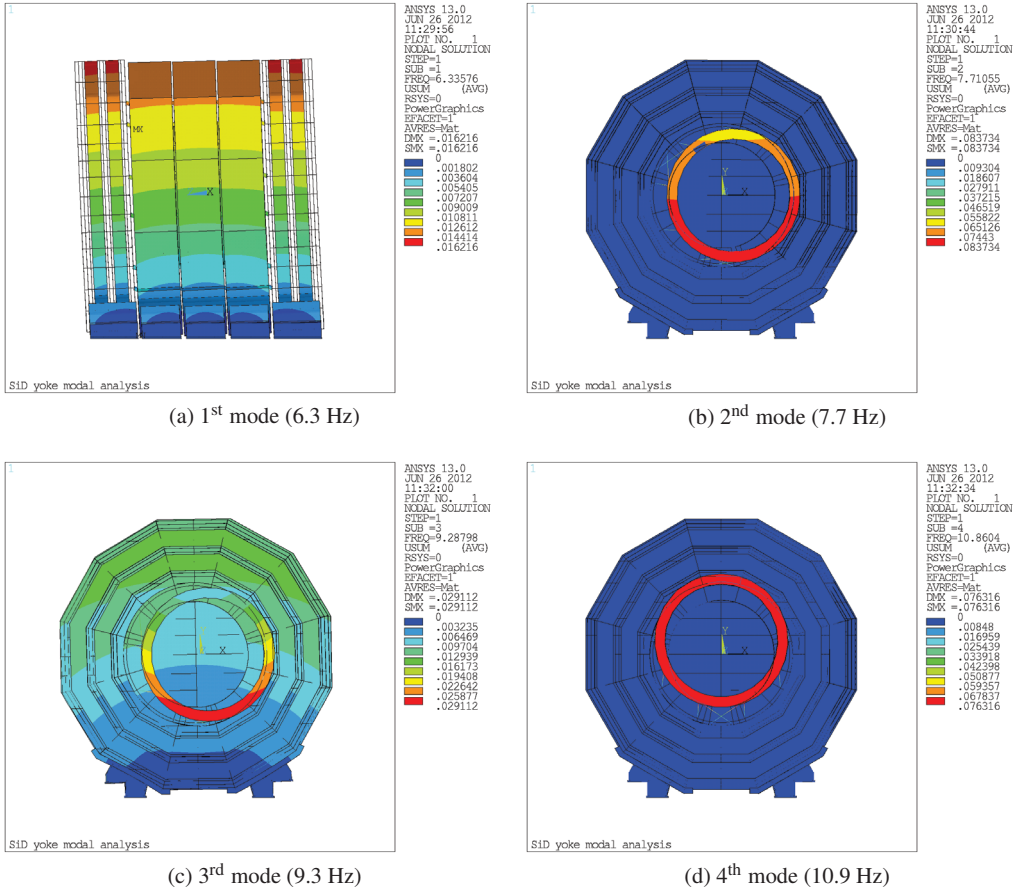 1
ANSYS 13.0
JUN 26 2012
11:29:56
PLOT NO. 1
NODAL SOLUTION
STEP=1
SUB =1
FREQ=6.33576
USUM (AVG)
RSYS=0
PowerGraphics
EFACET=1
AVRES=Mat
DMX =.016216
SMX =.016216
0
.001802
.003604
.005405
.007207
.009009
.010811
.012612
.014414
.016216
MX
X
SiD yoke modal analysis
(a) 1st mode (6.3 Hz)
1
ANSYS 13.0
JUN 26 2012
11:30:44
PLOT NO. 1
NODAL SOLUTION
STEP=1
SUB =2
FREQ=7.71055
USUM (AVG)
RSYS=0
PowerGraphics
EFACET=1
AVRES=Mat
DMX =.083734
SMX =.083734
0
.009304
.018607
.027911
.037215
.046519
.055822
.065126
.07443
.083734
Y
X
SiD yoke modal analysis
(b) 2nd mode (7.7 Hz)
1
ANSYS 13.0
JUN 26 2012
11:32:00
PLOT NO. 1
NODAL SOLUTION
STEP=1
SUB =3
FREQ=9.28798
USUM (AVG)
RSYS=0
PowerGraphics
EFACET=1
AVRES=Mat
DMX =.029112
SMX =.029112
0
.003235
.006469
.009704
.012939
.016173
.019408
.022642
.025877
.029112
X
SiD yoke modal analysis
(c) 3rd mode (9.3 Hz)
1
ANSYS 13.0
JUN 26 2012
11:32:34
PLOT NO. 1
NODAL SOLUTION
STEP=1
SUB =4
FREQ=10.8604
USUM (AVG)
RSYS=0
PowerGraphics
EFACET=1
AVRES=Mat
DMX =.076316
SMX =.076316
0
.00848
.016959
.025439
.033918
.042398
.050877
.059357
.067837
.076316
Y
X
SiD yoke modal analysis
(d) 4th mode (10.9 Hz)